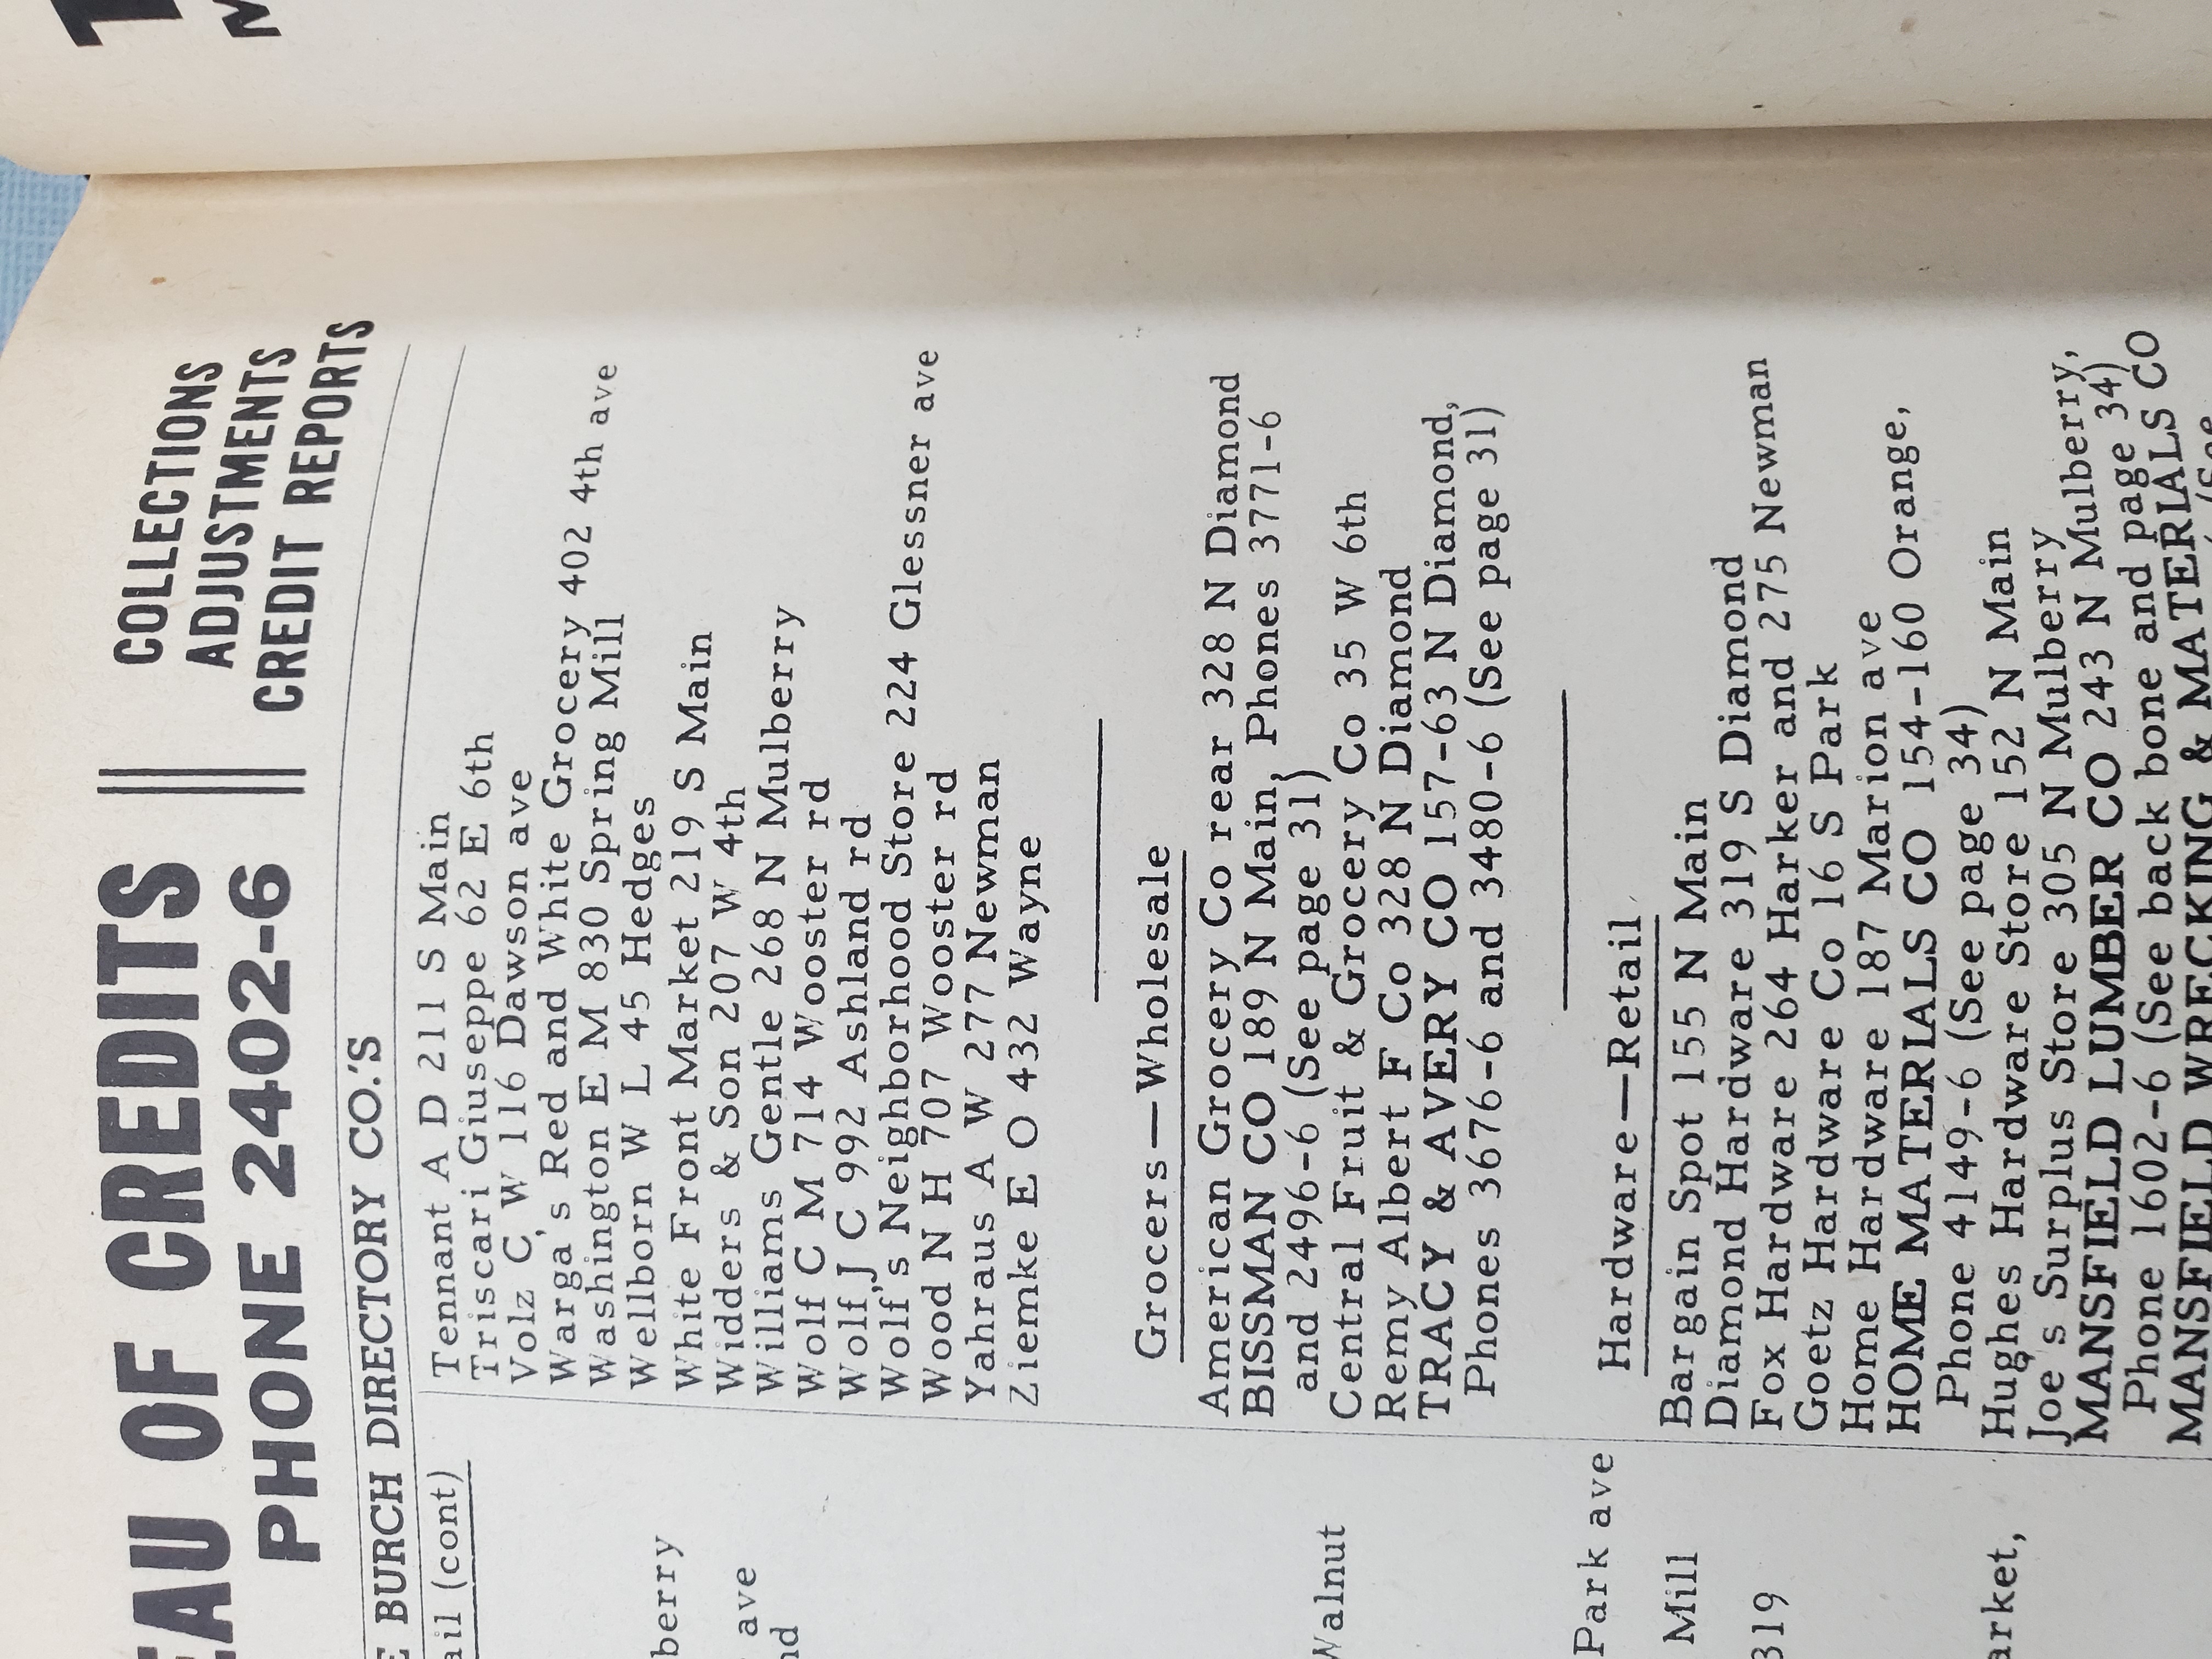 EAU OF CREDITS
PHONE 2402-6
COLLECTIONS
ADJUSTMENTS
CREDIT REPORTS
E BURCH DIRECTORY CO.'S
ail (cont)
berry
ave
nd
Walnut
Park ave
Mill
319
arket,
Tennant A D 211 S Main
Triscari Giuseppe 62 E 6th
Volz C W 116 Dawson ave
Warga's Red and White Grocery 402 4th ave
Washington E M 830 Spring Mill
Wellborn W L 45 Hedges
White Front Market 219 S Main
Widders & Son 207 W 4th
Williams Gentle 268 N Mulberry
Wolf C M 714 Wooster rd
Wolf J C 992 Ashland rd
Wolf's Neighborhood Store 224 Glessner ave
Wood N H 707 Wooster rd
Yahraus A W 277 Newman
Ziemke E O 432 Wayne
Grocers—Wholesale
American Grocery Co rear 328 N Diamond
BISSMAN CO 189 N Main, Phones 3771-6
and 2496-6 (See page 31)
Central Fruit & Grocery Co 35 W 6th
Remy Albert F Co 328 N Diamond
TRACY & AVERY CO 157-63 N Diamond,
Phones 3676-6 and 3480-6 (See page 31)
Hardware—Retail
Bargain Spot 155 N Main
Diamond Hardware 319 S Diamond
Fox Hardware 264 Harker and 275 Newman
Goetz Hardware Co 16 S Park
Home Hardware 187 Marion ave
HOME MATERIALS CO 154-160 Orange,
Phone 4149-6 (See page 34)
Hughes Hardware Store 152 N Main
Joe's Surplus Store 305 N Mulberry
MANSFIELD LUMBER CO 243 N Mulberry,
Phone 1602-6 (See back bone and page 34)
MANSFIELD WRECKING & MATERIALS CO
(See